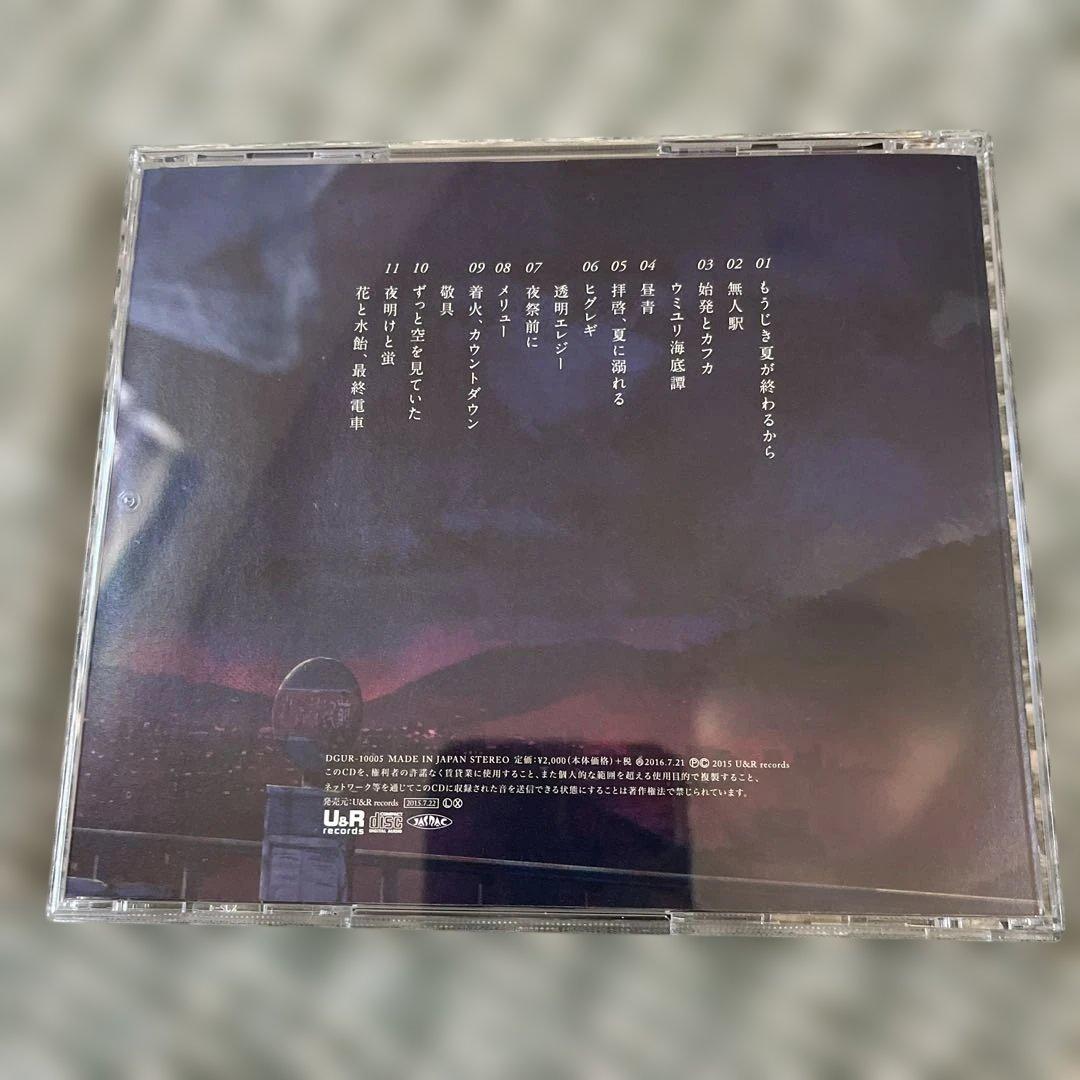 01 もうじき夏が終わるから
02 無人駅
03 始発とカフカ
ウミユリ海底譚
04 昼青
05 拝啓、夏に溺れる
06 ヒグレギ
透明エレジー
07 夜祭前に
08 メリュー
09 着火、カウントダウン
敬具
10 ずっと空を見ていた
11 夜明けと蛍
花と水飴、最終電車
DGUR-10005 MADE IN JAPAN STEREO 定価:¥2,000(本体価格)+税 2016.7.21 ⓅⒸ 2015 U&R records
このCDを、権利者の許諾なく賃貸業に使用すること、また個人的な範囲を超える使用目的で複製すること、
ネットワーク等を通じてこのCDに収録された音を送信できる状態にすることは著作権法で禁じられています。
発売元:U&R records 2015.7.22 ⓁⓍ
U&R records COMPACT disc DIGITAL AUDIO JASRAC